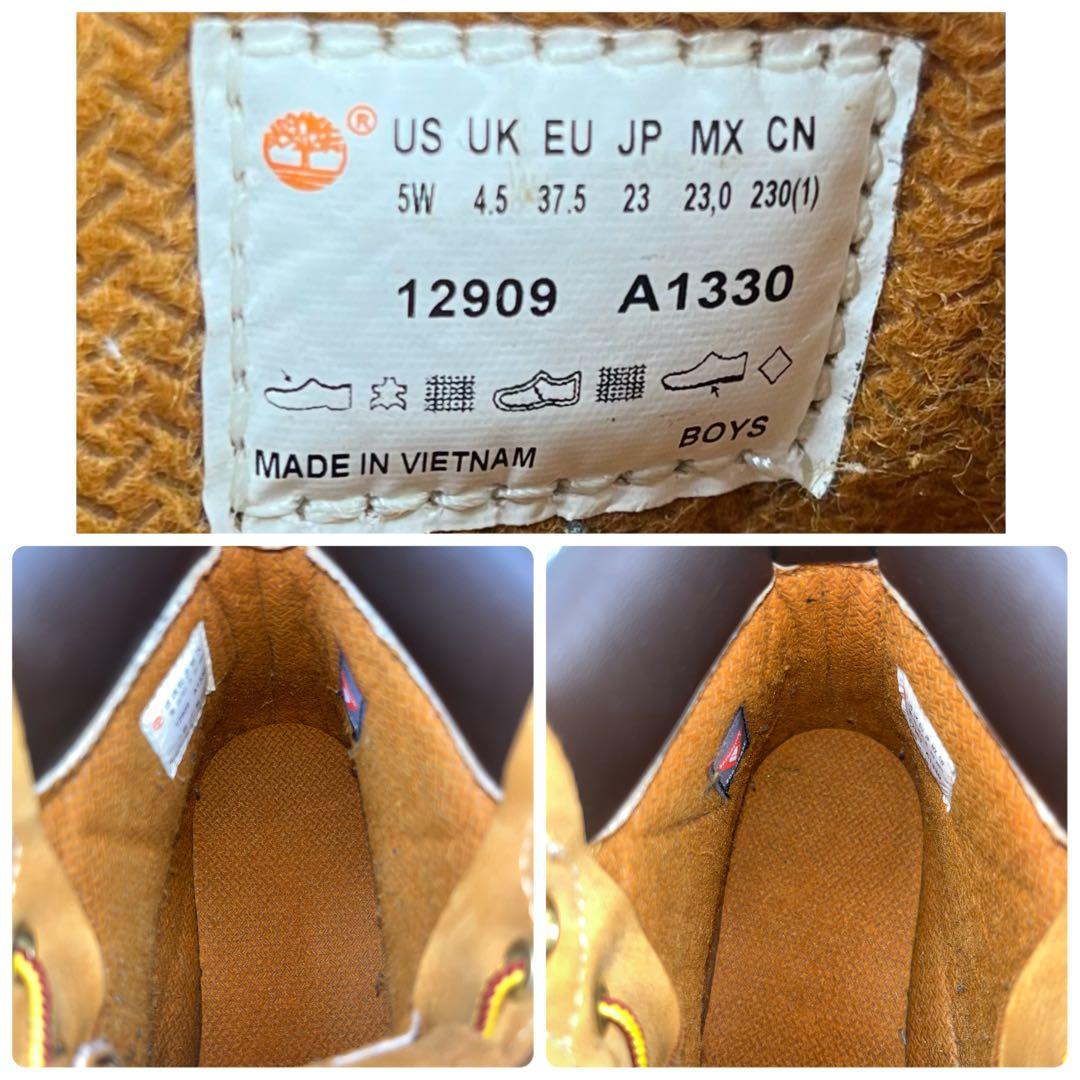 ® US UK EU JP MX CN
5W 4.5 37.5 23 23,0 230(1)
12909 A1330
MADE IN VIETNAM BOYS